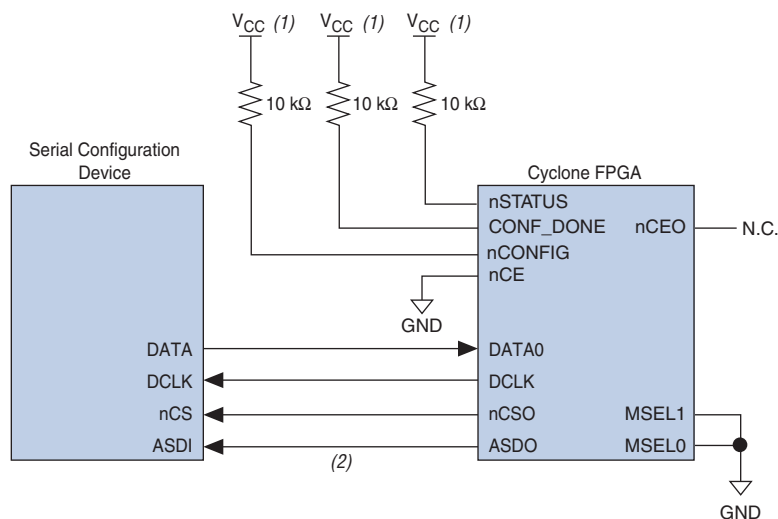 VCC (1) VCC (1) VCC (1)
10 kΩ 10 kΩ 10 kΩ
Serial Configuration
Device
Cyclone FPGA
nSTATUS
CONF_DONE nCEO N.C.
nCONFIG
nCE
GND
DATA DATA0
DCLK DCLK
nCS nCSO MSEL1
ASDI ASDO MSEL0
(2)
GND